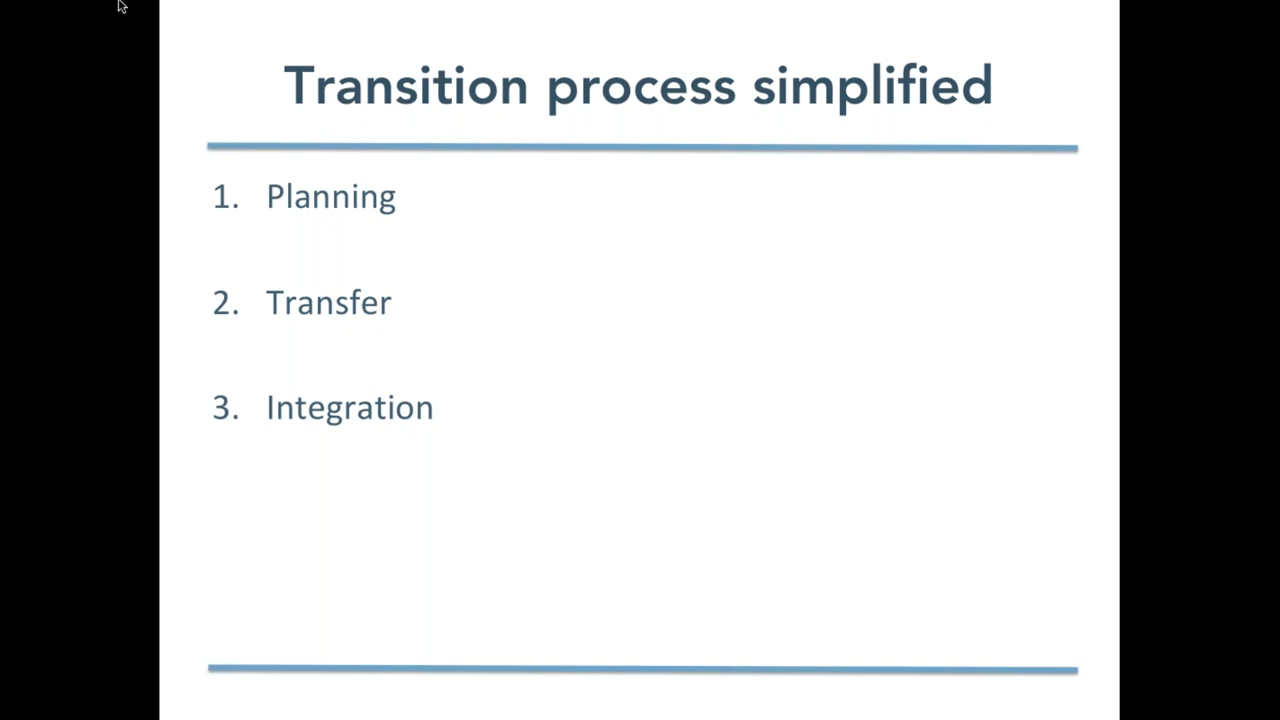 Transition process simplified
1. Planning
2. Transfer
3. Integration